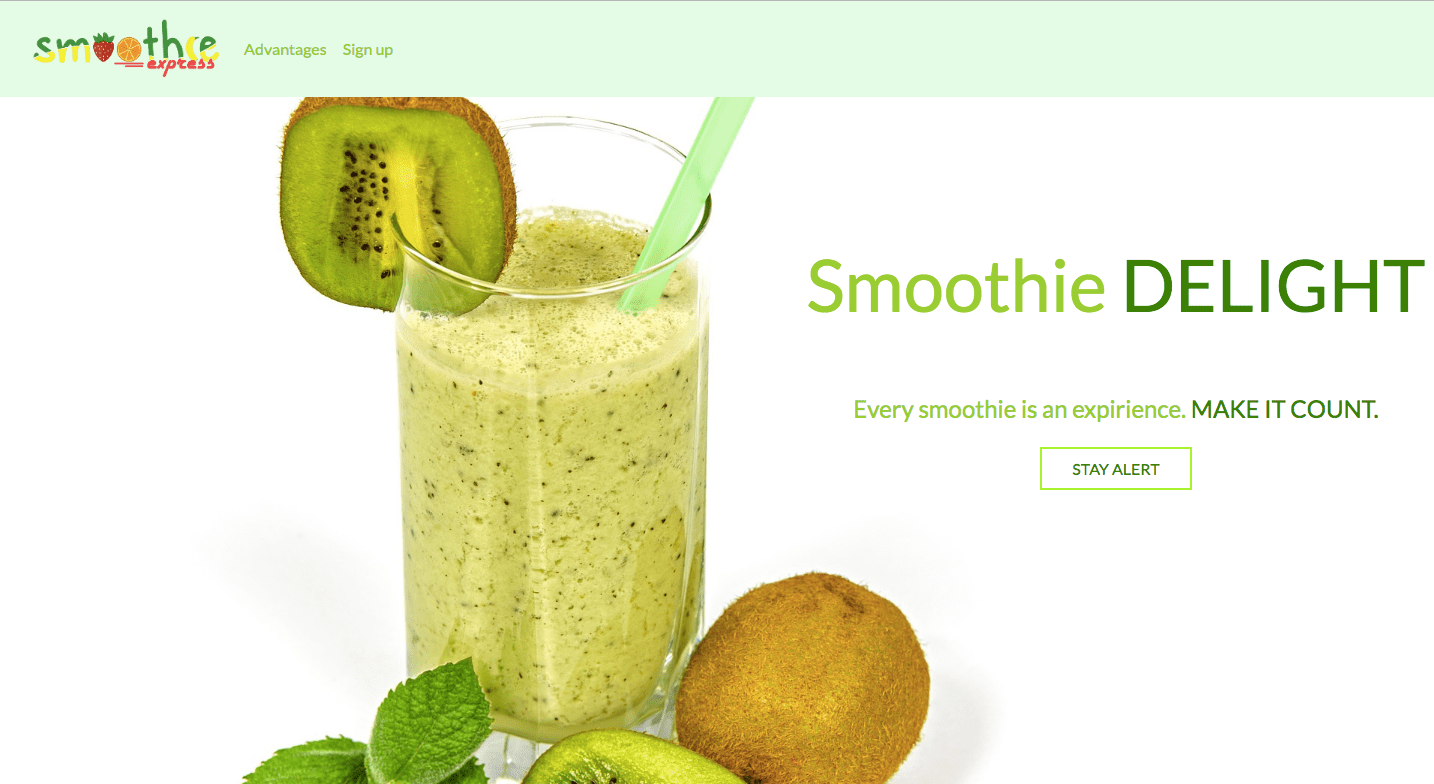 smoothie
express
Advantages Sign up
Smoothie DELIGHT
Every smoothie is an expirience. MAKE IT COUNT.
STAY ALERT